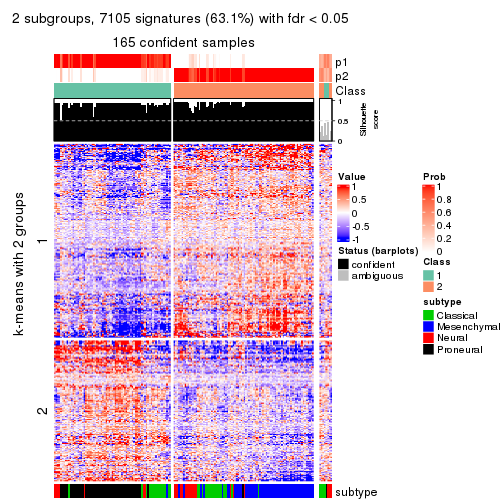 2 subgroups, 7105 signatures (63.1%) with fdr < 0.05
165 confident samples
p1
p2
Class
1
0.5
0
Silhouette
score
k-means with 2 groups
1
2
Value
1
0.5
0
-0.5
-1
Status (barplots)
confident
ambiguous
Prob
1
0.8
0.6
0.4
0.2
0
Class
1
2
subtype
Classical
Mesenchymal
Neural
Proneural
subtype